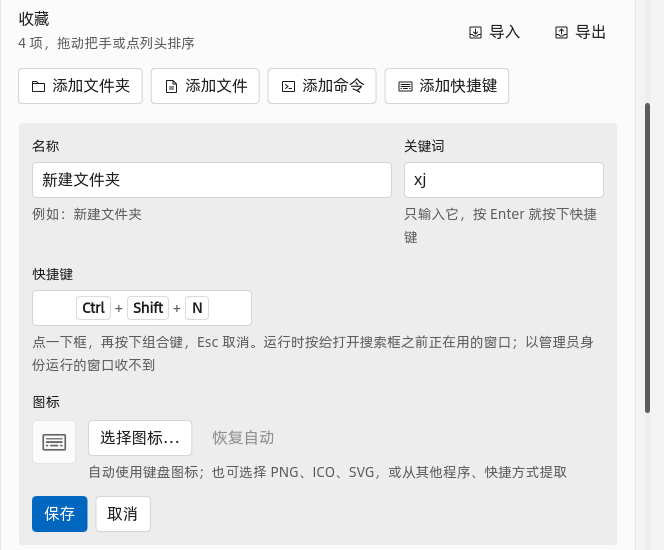 收藏
4 项，拖动把手或点列头排序
导入 导出
添加文件夹 添加文件 添加命令 添加快捷键
名称 关键词
新建文件夹 xj
例如：新建文件夹 只输入它，按 Enter 就按下快捷
键
快捷键
Ctrl + Shift + N
点一下框，再按下组合键，Esc 取消。运行时按给打开搜索框之前正在用的窗口；以管理员身
份运行的窗口收不到
图标
选择图标... 恢复自动
自动使用键盘图标；也可选择 PNG、ICO、SVG，或从其他程序、快捷方式提取
保存 取消